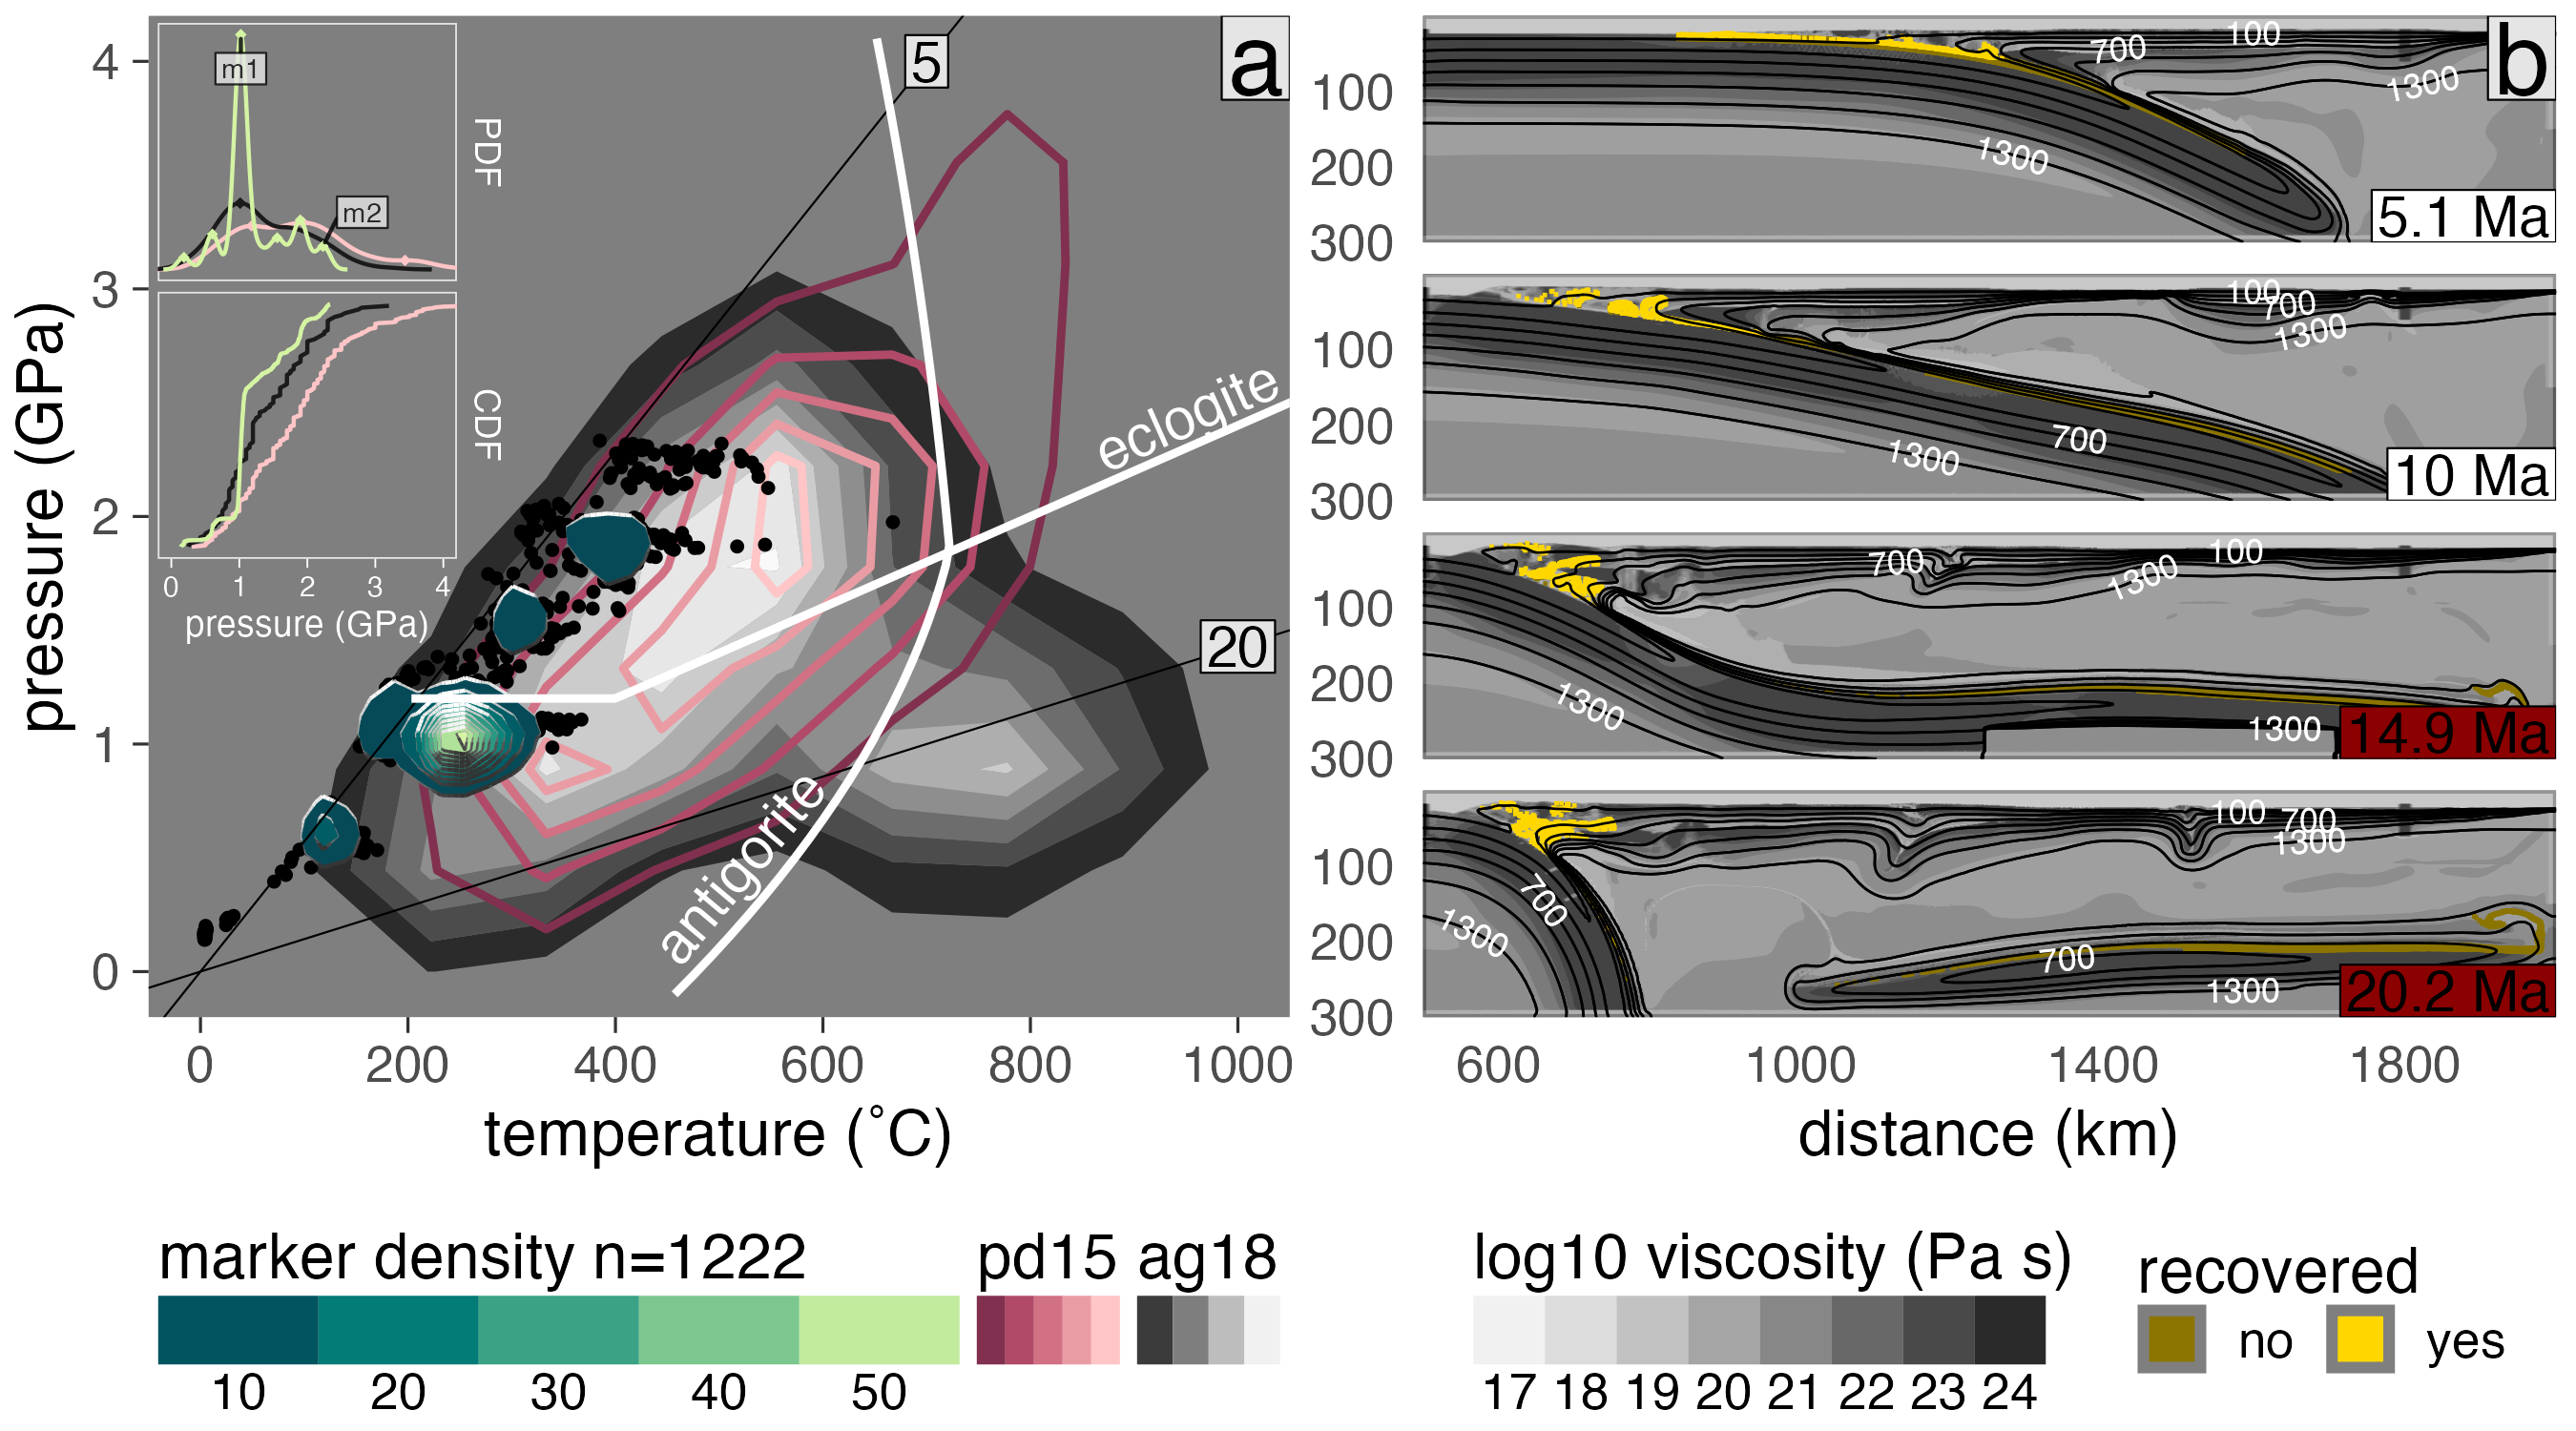 a
5
20
eclogite
antigorite
4
3
2
1
0
pressure (GPa)
0 200 400 600 800 1000
temperature (˚C)
m1
m2
PDF
CDF
0 1 2 3 4
pressure (GPa)
b
100
700
1300
1300
5.1 Ma
100
200
300
100
700
1300
700
1300
10 Ma
100
200
300
100
700
1300
1300
1300
14.9 Ma
100
200
300
100
700
1300
700
1300
700
1300
20.2 Ma
100
200
300
600 1000 1400 1800
distance (km)
marker density n=1222
10 20 30 40 50
pd15 ag18
log10 viscosity (Pa s)
17 18 19 20 21 22 23 24
recovered
no yes